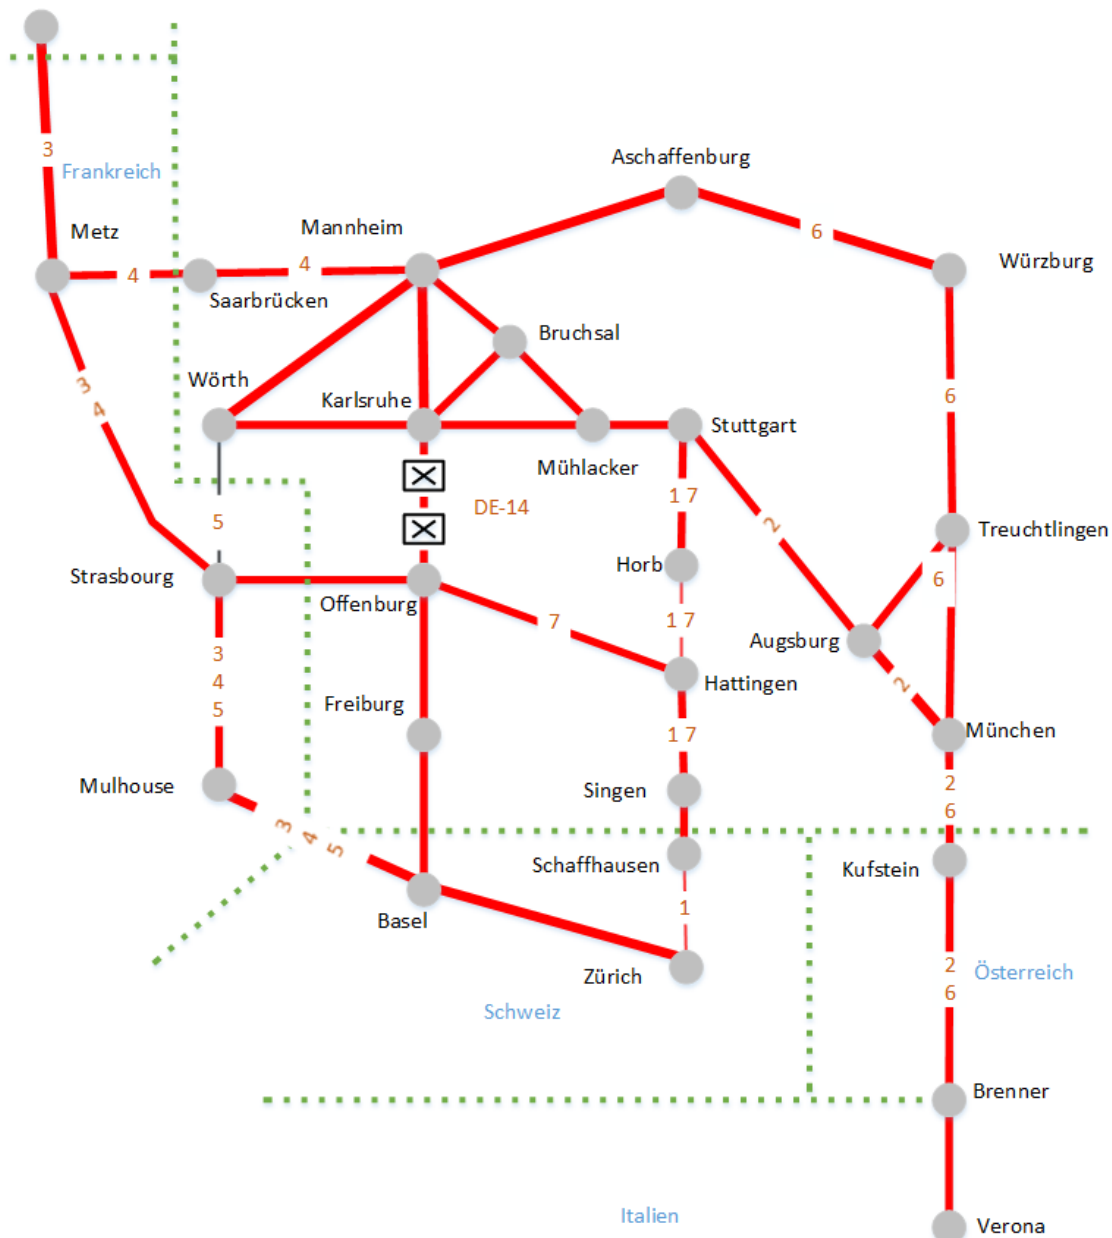 3
Frankreich
Aschaffenburg
Metz
Mannheim
6
4
4
Würzburg
Saarbrücken
Bruchsal
Wörth
3
4
Karlsruhe
6
Stuttgart
Mühlacker
1 7
DE-14
5
2
Treuchtlingen
Horb
Strasbourg
Offenburg
6
7
1 7
Augsburg
3
4
5
Hattingen
2
Freiburg
1 7
München
Mulhouse
Singen
2
6
3
4
5
Schaffhausen
Kufstein
Basel
1
Zürich
2
6
Österreich
Schweiz
Brenner
Italien
Verona